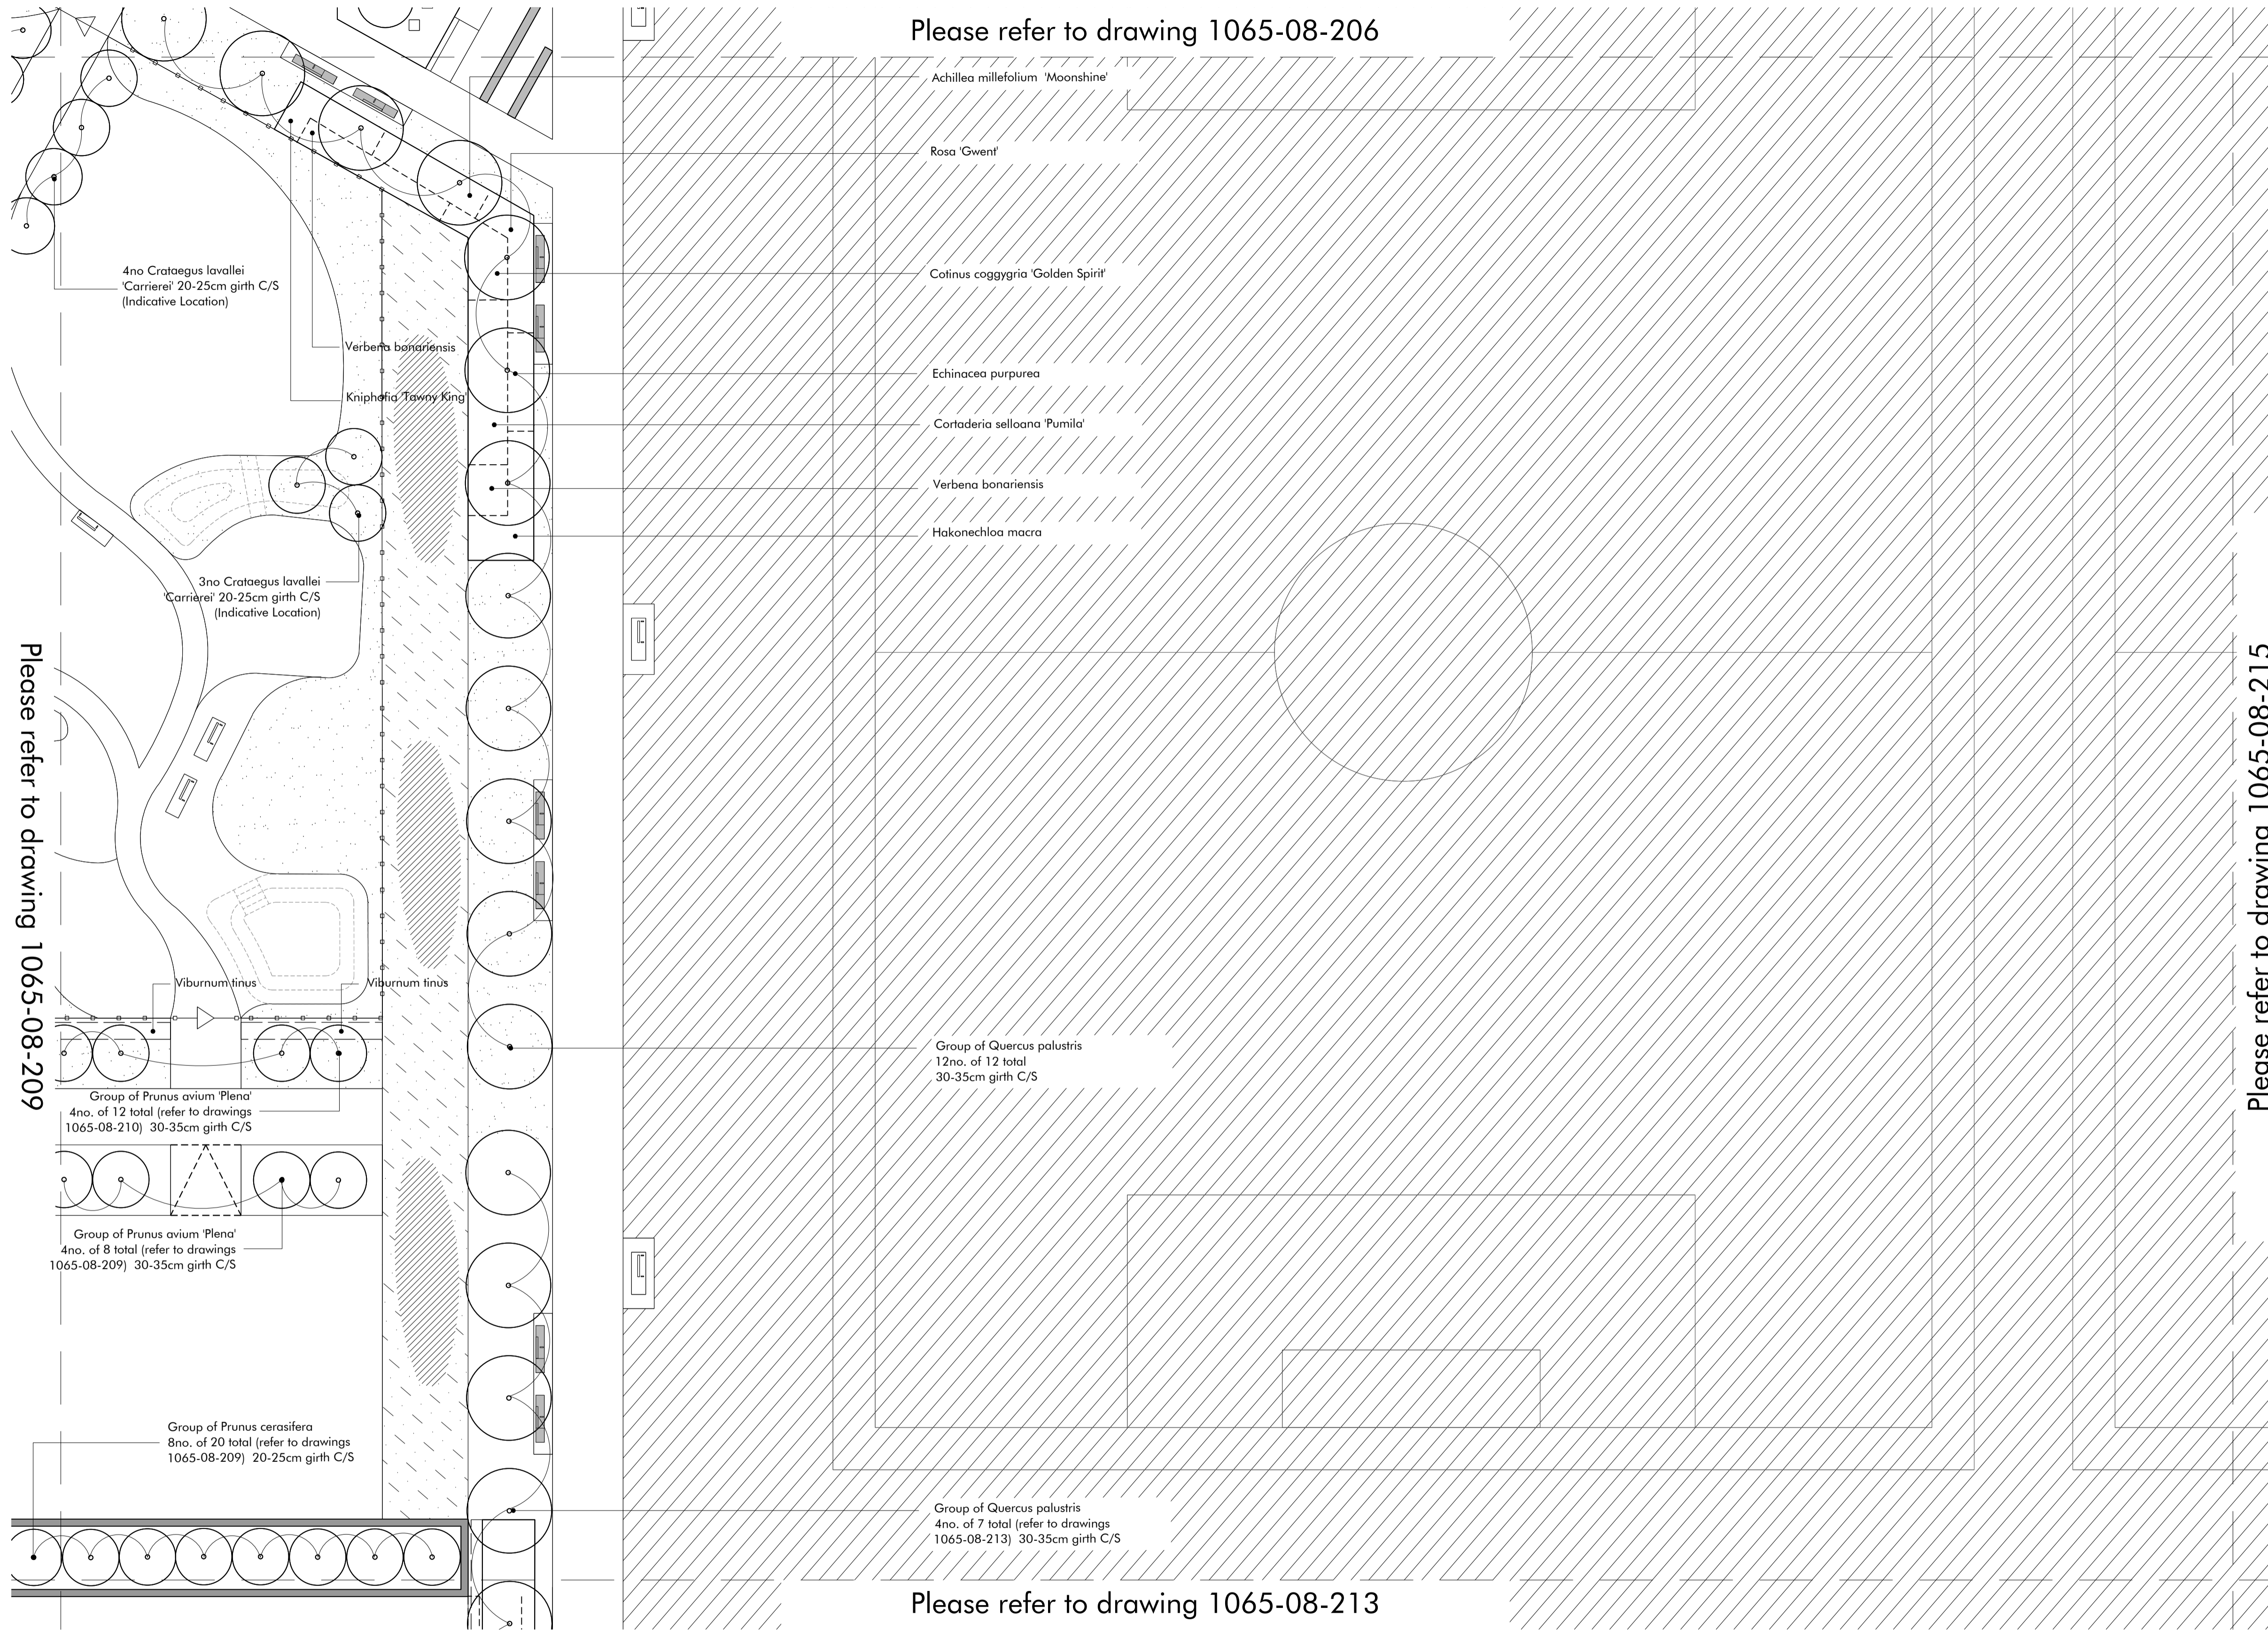 Please refer to drawing 1065-08-206
Achillea millefolium 'Moonshine'
Rosa 'Gwent'
4no Crataegus lavallei
'Carrierei' 20-25cm girth C/S
(Indicative Location)
Cotinus coggygria 'Golden Spirit'
Verbena bonariensis
Echinacea purpurea
Kniphofia 'Tawny King'
Cortaderia selloana 'Pumila'
Verbena bonariensis
Hakonechloa macra
3no Crataegus lavallei
'Carrierei' 20-25cm girth C/S
(Indicative Location)
Please refer to drawing 1065-08-209
Please refer to drawing 1065-08-215
Viburnum tinus
Viburnum tinus
Group of Quercus palustris
12no. of 12 total
30-35cm girth C/S
Group of Prunus avium 'Plena'
4no. of 12 total (refer to drawings
1065-08-210) 30-35cm girth C/S
Group of Prunus avium 'Plena'
4no. of 8 total (refer to drawings
1065-08-209) 30-35cm girth C/S
Group of Prunus cerasifera
8no. of 20 total (refer to drawings
1065-08-209) 20-25cm girth C/S
Group of Quercus palustris
4no. of 7 total (refer to drawings
1065-08-213) 30-35cm girth C/S
Please refer to drawing 1065-08-213